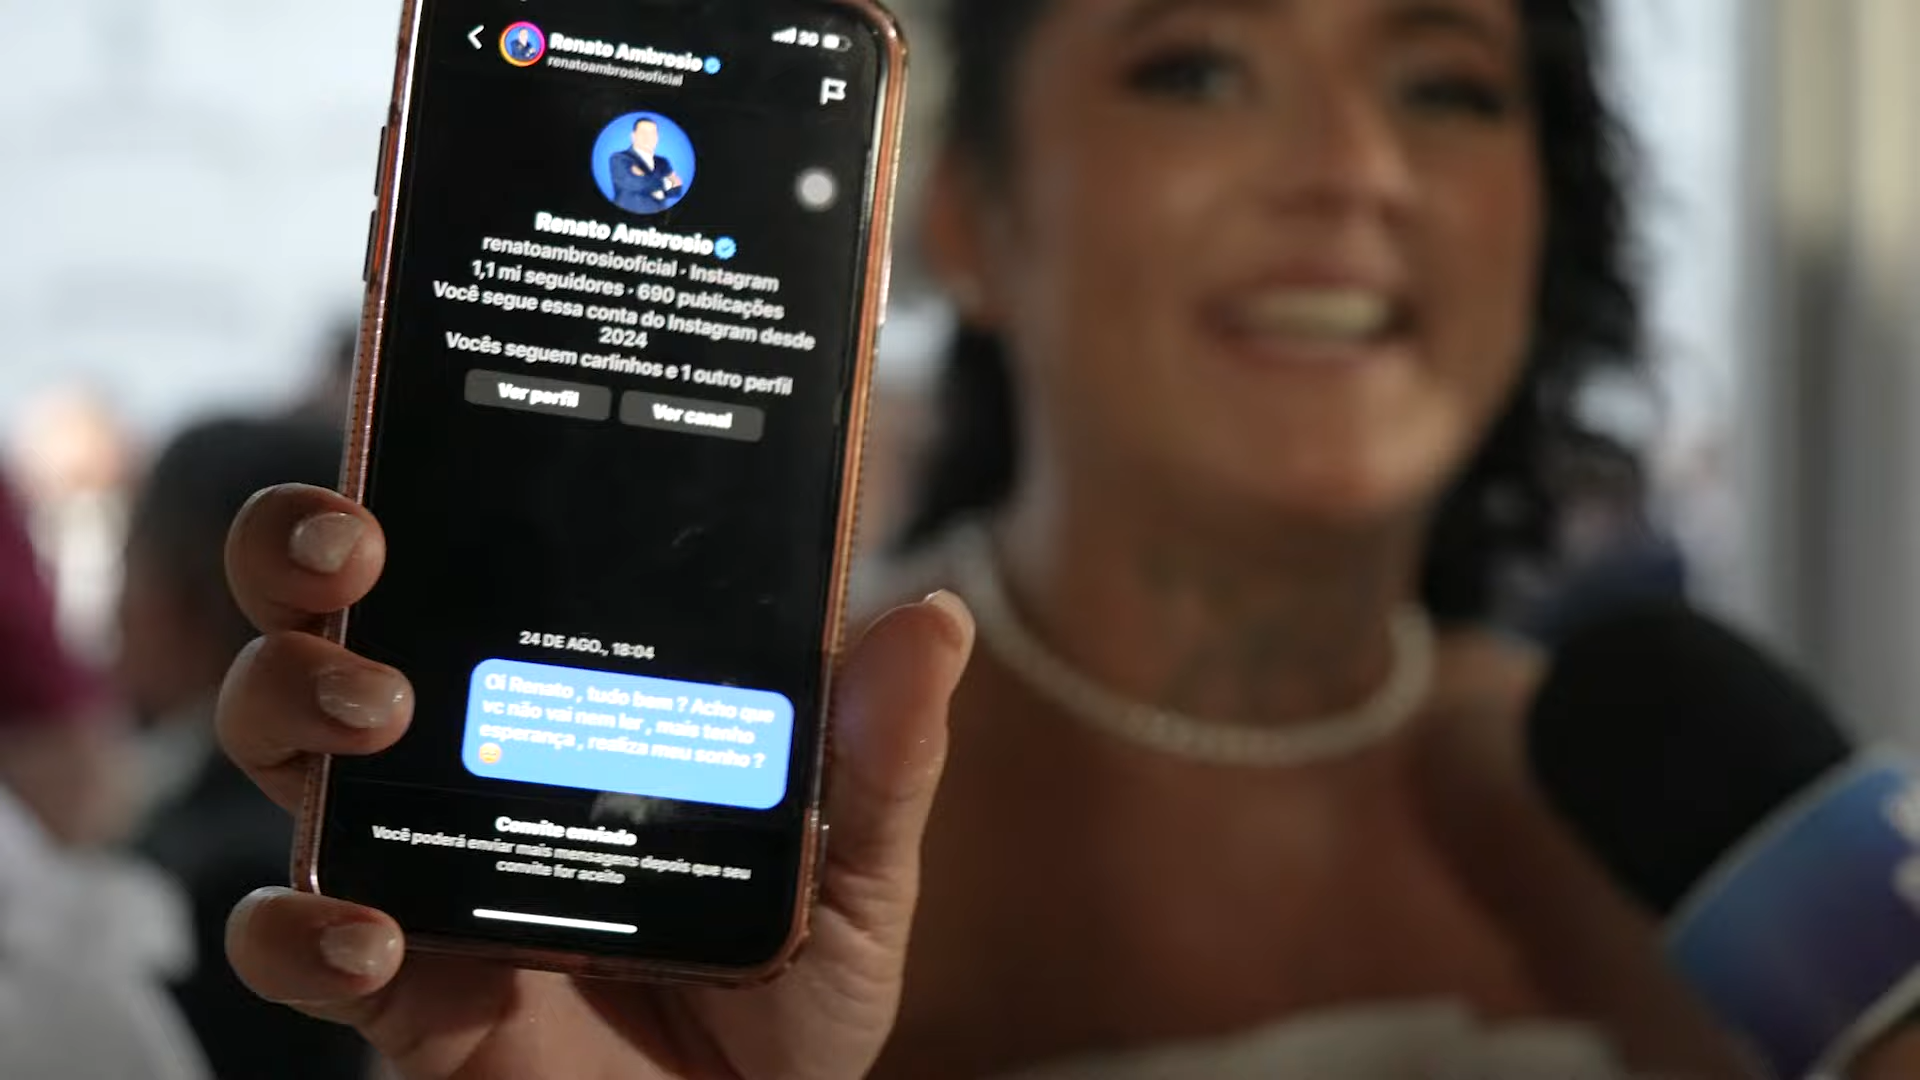 Renato Ambrosio
renatoambrosiooficial
Renato Ambrosio
renatoambrosiooficial · Instagram
1,1 mi seguidores · 690 publicações
Você segue essa conta do Instagram desde
2024
Vocês seguem carlinhos e 1 outro perfil
Ver perfil
Ver canal
24 DE AGO., 18:04
Oi Renato , tudo bem ? Acho que
vc não vai nem ler , mais tenho
esperança , realiza meu sonho ?
😅
Convite enviado
Você poderá enviar mais mensagens depois que seu
convite for aceito